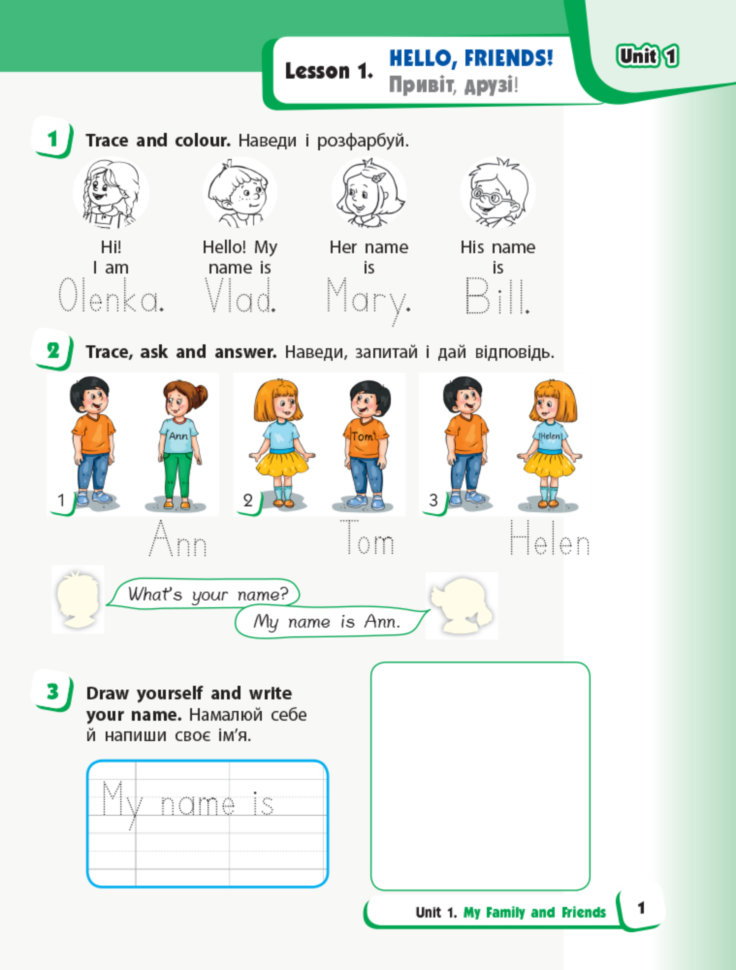 Unit 1
Lesson 1.
HELLO, FRIENDS!
Привіт, друзі!
1 Trace and colour. Наведи і розфарбуй.
Hi!
I am
Olenka.
Hello! My
name is
Vlad.
Her name
is
Mary.
His name
is
Bill.
2 Trace, ask and answer. Наведи, запитай і дай відповідь.
Ann
Tom
Helen
1
2
3
Ann Tom Helen
What's your name?
My name is Ann.
3 Draw yourself and write
your name. Намалюй себе
й напиши своє ім'я.
My name is
Unit 1. My Family and Friends 1